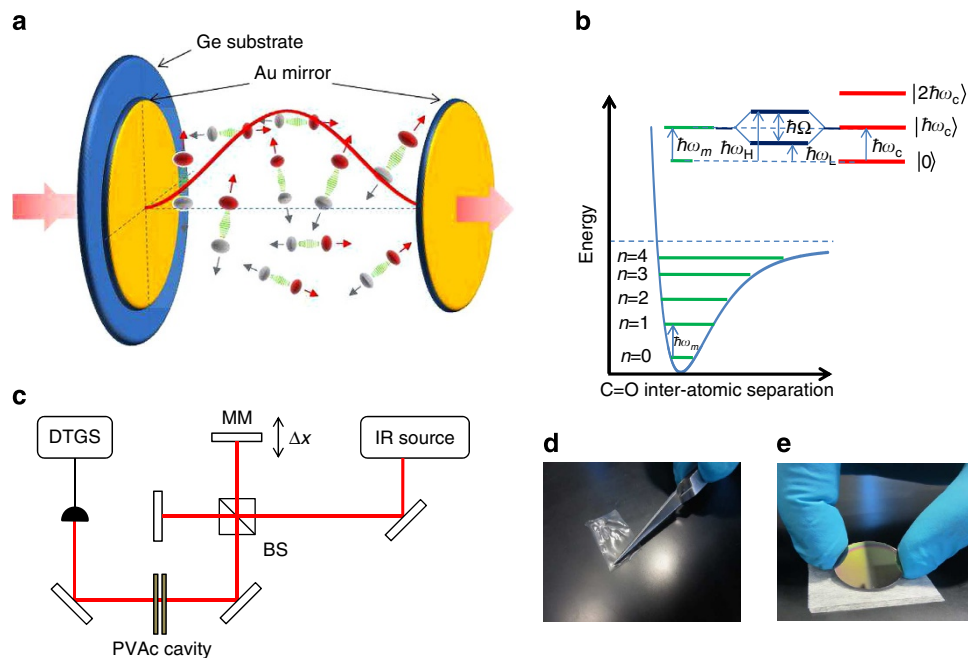 a
Ge substrate
Au mirror
b
|2ℏω_c⟩
|ℏω_c⟩
|0⟩
ℏΩ
ℏω_m
ℏω_H
ℏω_L
ℏω_c
Energy
n=4
n=3
n=2
n=1
n=0
ℏω_m
C=O inter-atomic separation
c
DTGS
MM
Δx
IR source
BS
PVAc cavity
d
e